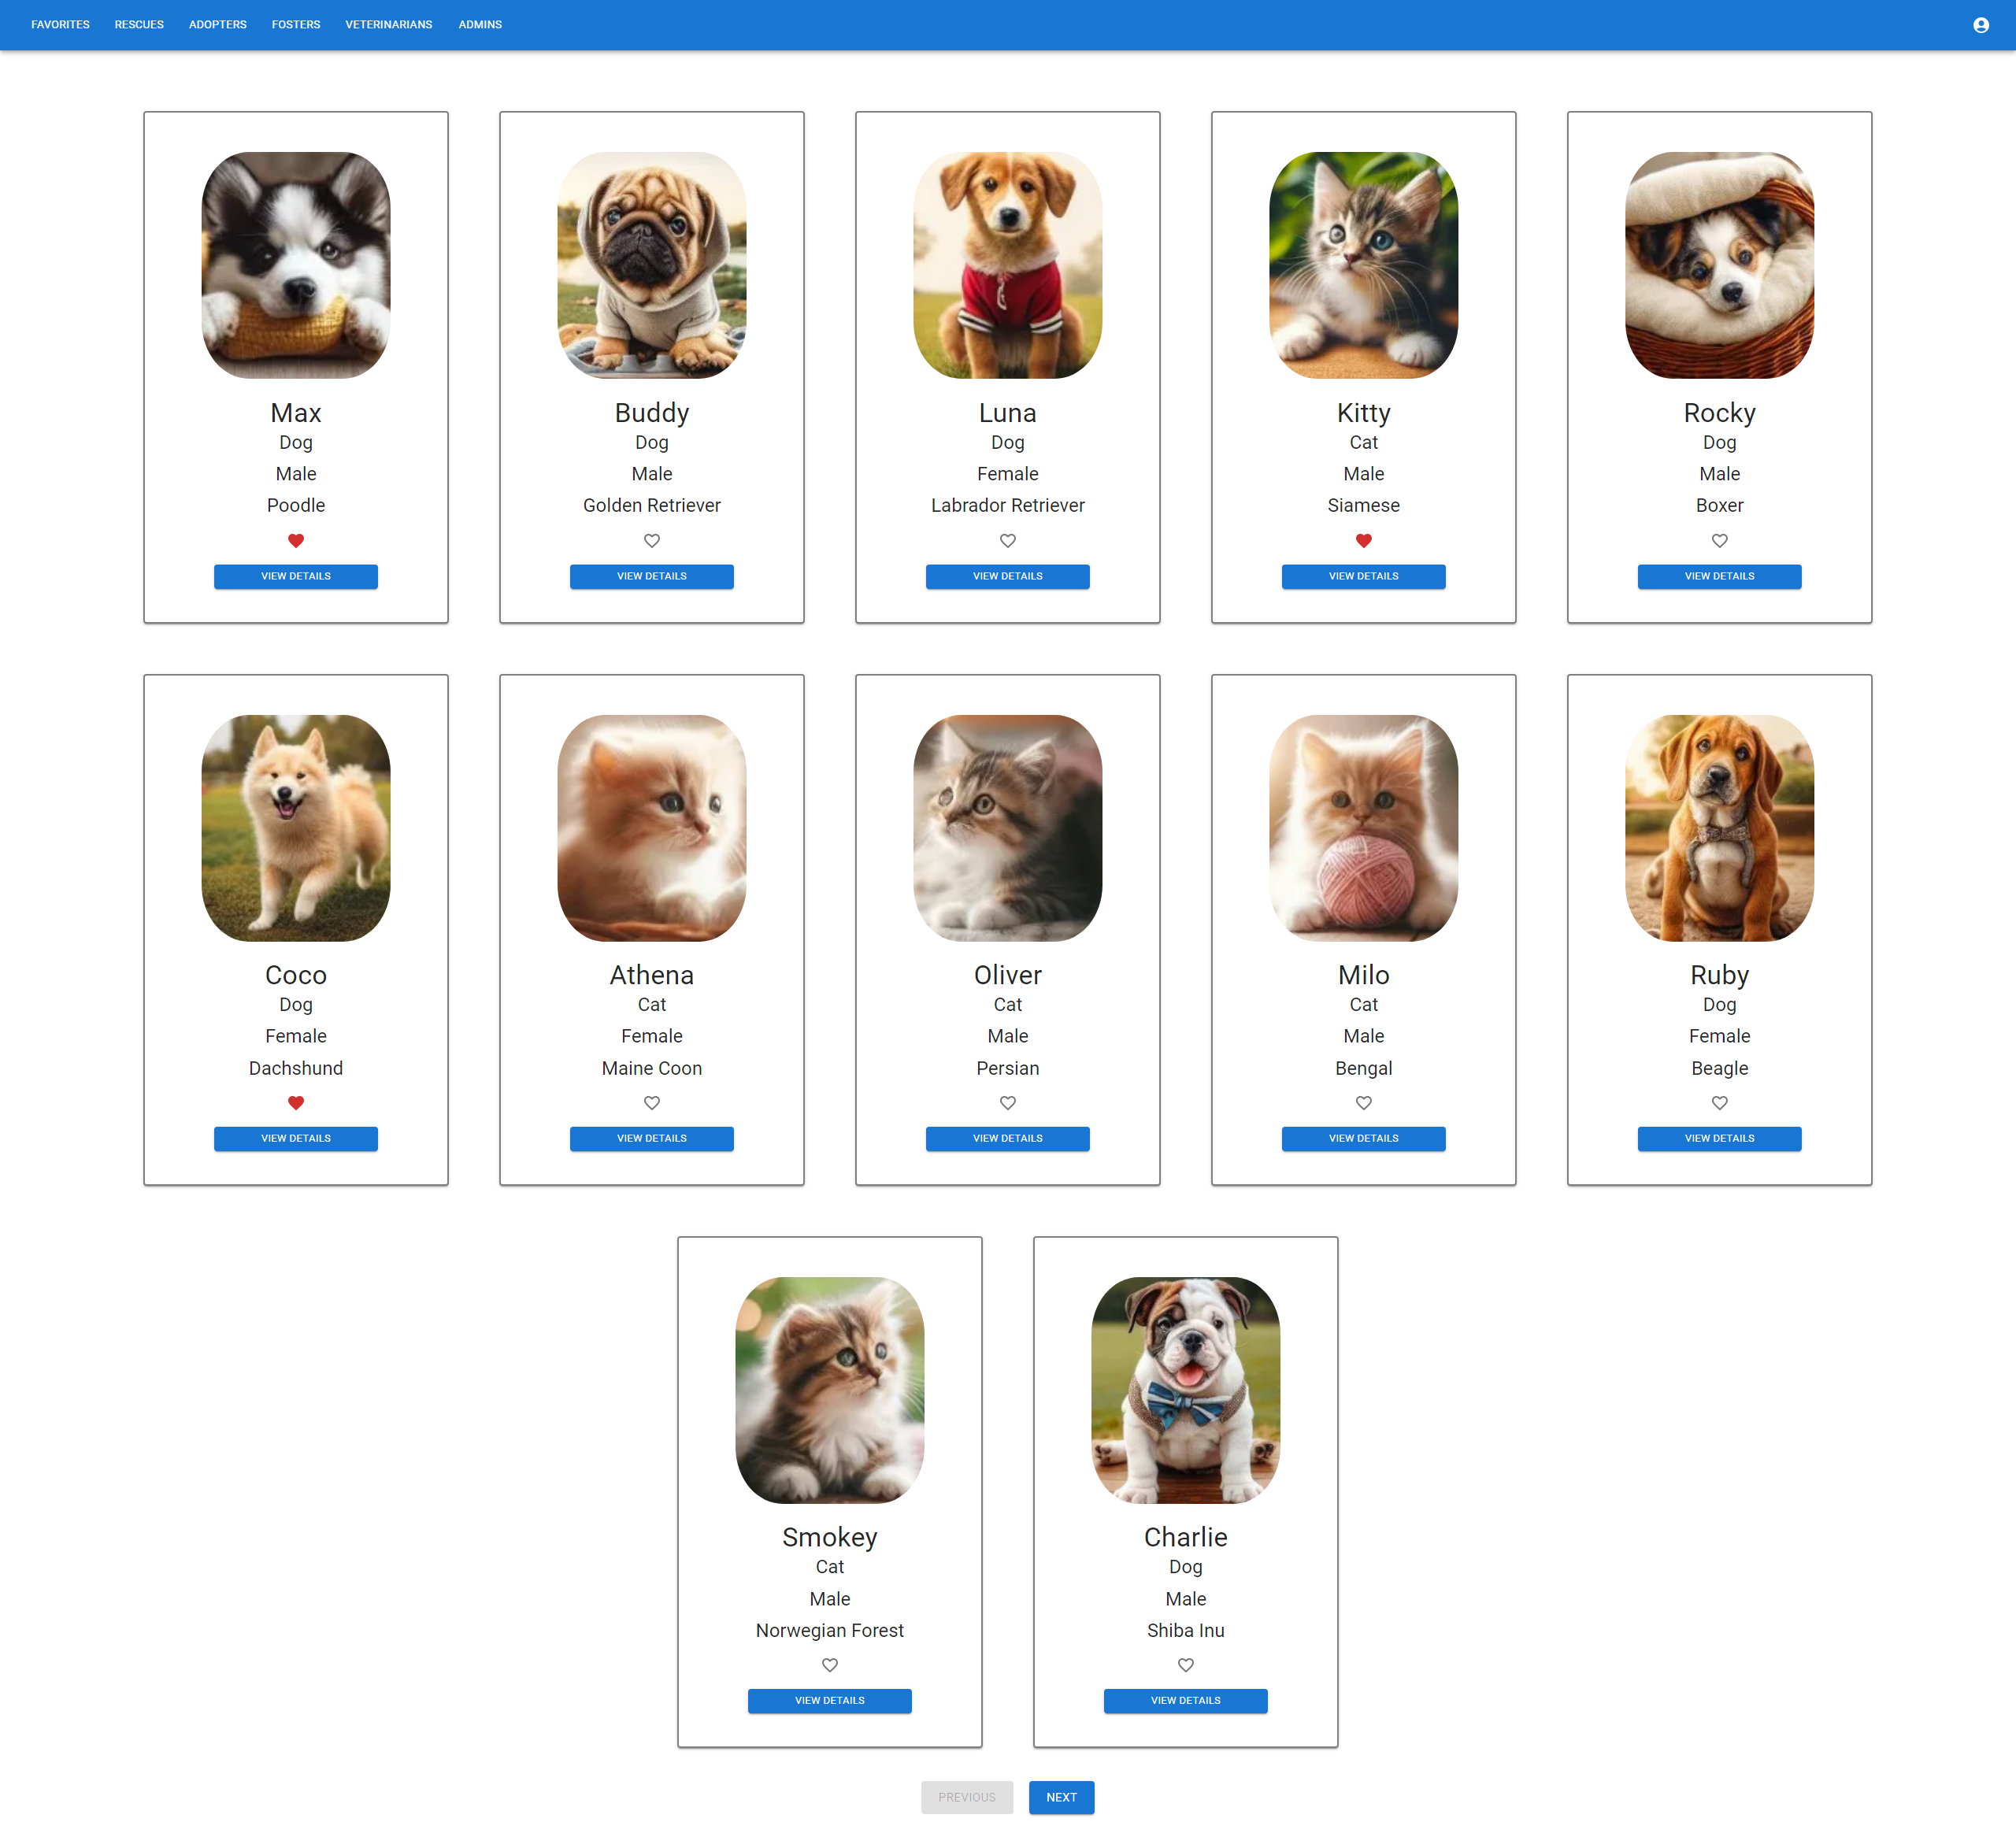 FAVORITES RESCUES ADOPTERS FOSTERS VETERINARIANS ADMINS
Max
Dog
Male
Poodle
VIEW DETAILS
Buddy
Dog
Male
Golden Retriever
VIEW DETAILS
Luna
Dog
Female
Labrador Retriever
VIEW DETAILS
Kitty
Cat
Male
Siamese
VIEW DETAILS
Rocky
Dog
Male
Boxer
VIEW DETAILS
Coco
Dog
Female
Dachshund
VIEW DETAILS
Athena
Cat
Female
Maine Coon
VIEW DETAILS
Oliver
Cat
Male
Persian
VIEW DETAILS
Milo
Cat
Male
Bengal
VIEW DETAILS
Ruby
Dog
Female
Beagle
VIEW DETAILS
Smokey
Cat
Male
Norwegian Forest
VIEW DETAILS
Charlie
Dog
Male
Shiba Inu
VIEW DETAILS
PREVIOUS NEXT